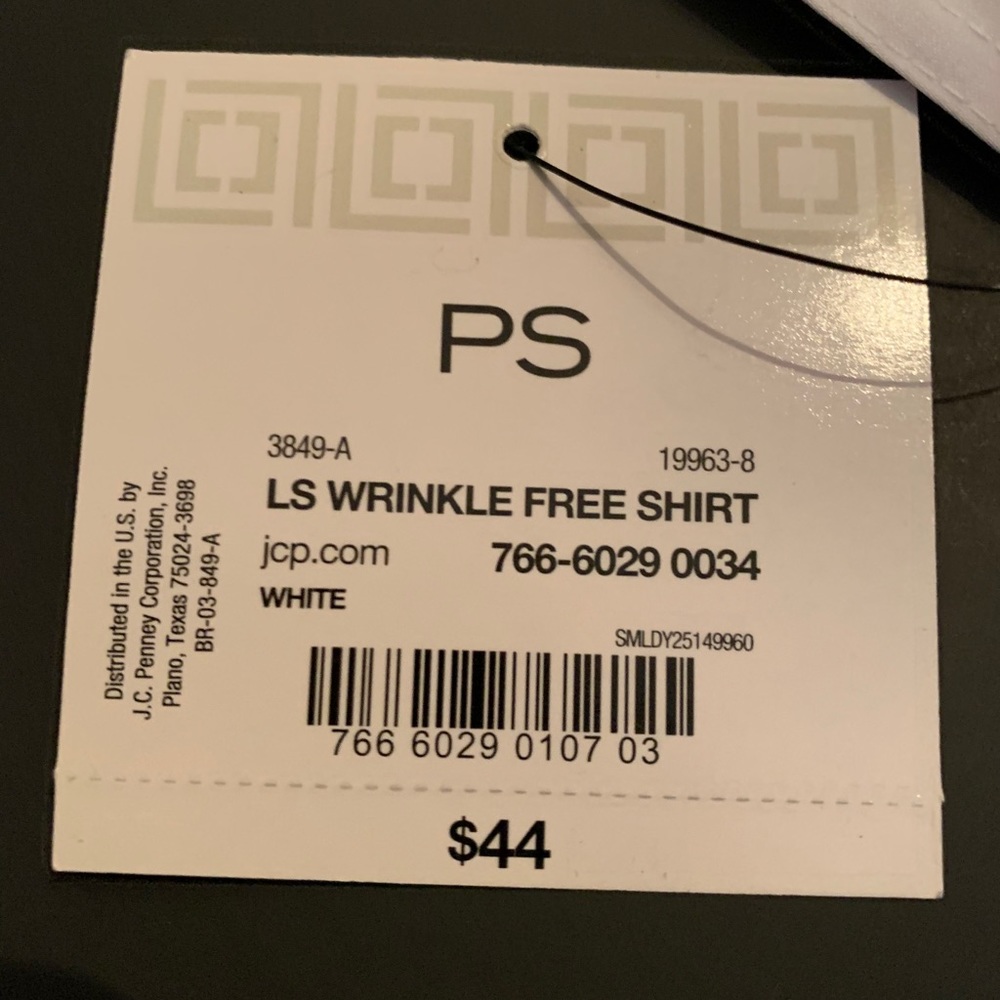 PS
3849-A 19963-8
LS WRINKLE FREE SHIRT
jcp.com 766-6029 0034
WHITE
SMLDY25149960
766 6029 0107 03
Distributed in the U.S. by
J.C. Penney Corporation, Inc.
Plano, Texas 75024-3698
BR-03-849-A
$44